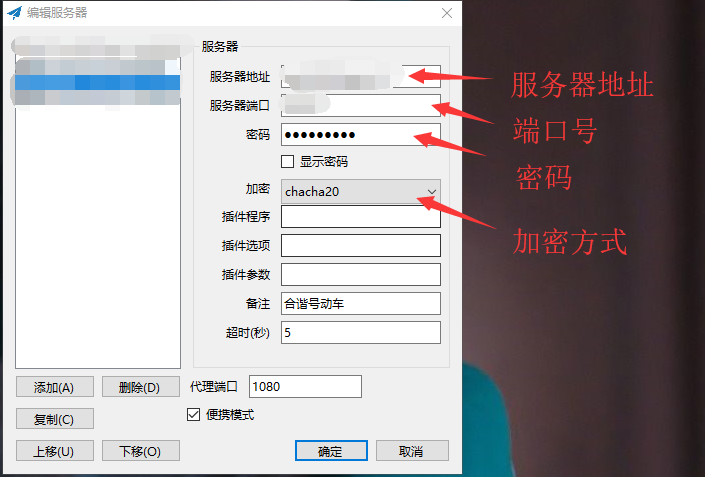 编辑服务器
服务器
服务器地址
服务器端口
密码
●●●●●●●●●
显示密码
加密
chacha20
插件程序
插件选项
插件参数
备注
合谐号动车
超时(秒)
5
添加(A)
删除(D)
代理端口
1080
复制(C)
便携模式
上移(U)
下移(O)
确定
取消
服务器地址
端口号
密码
加密方式